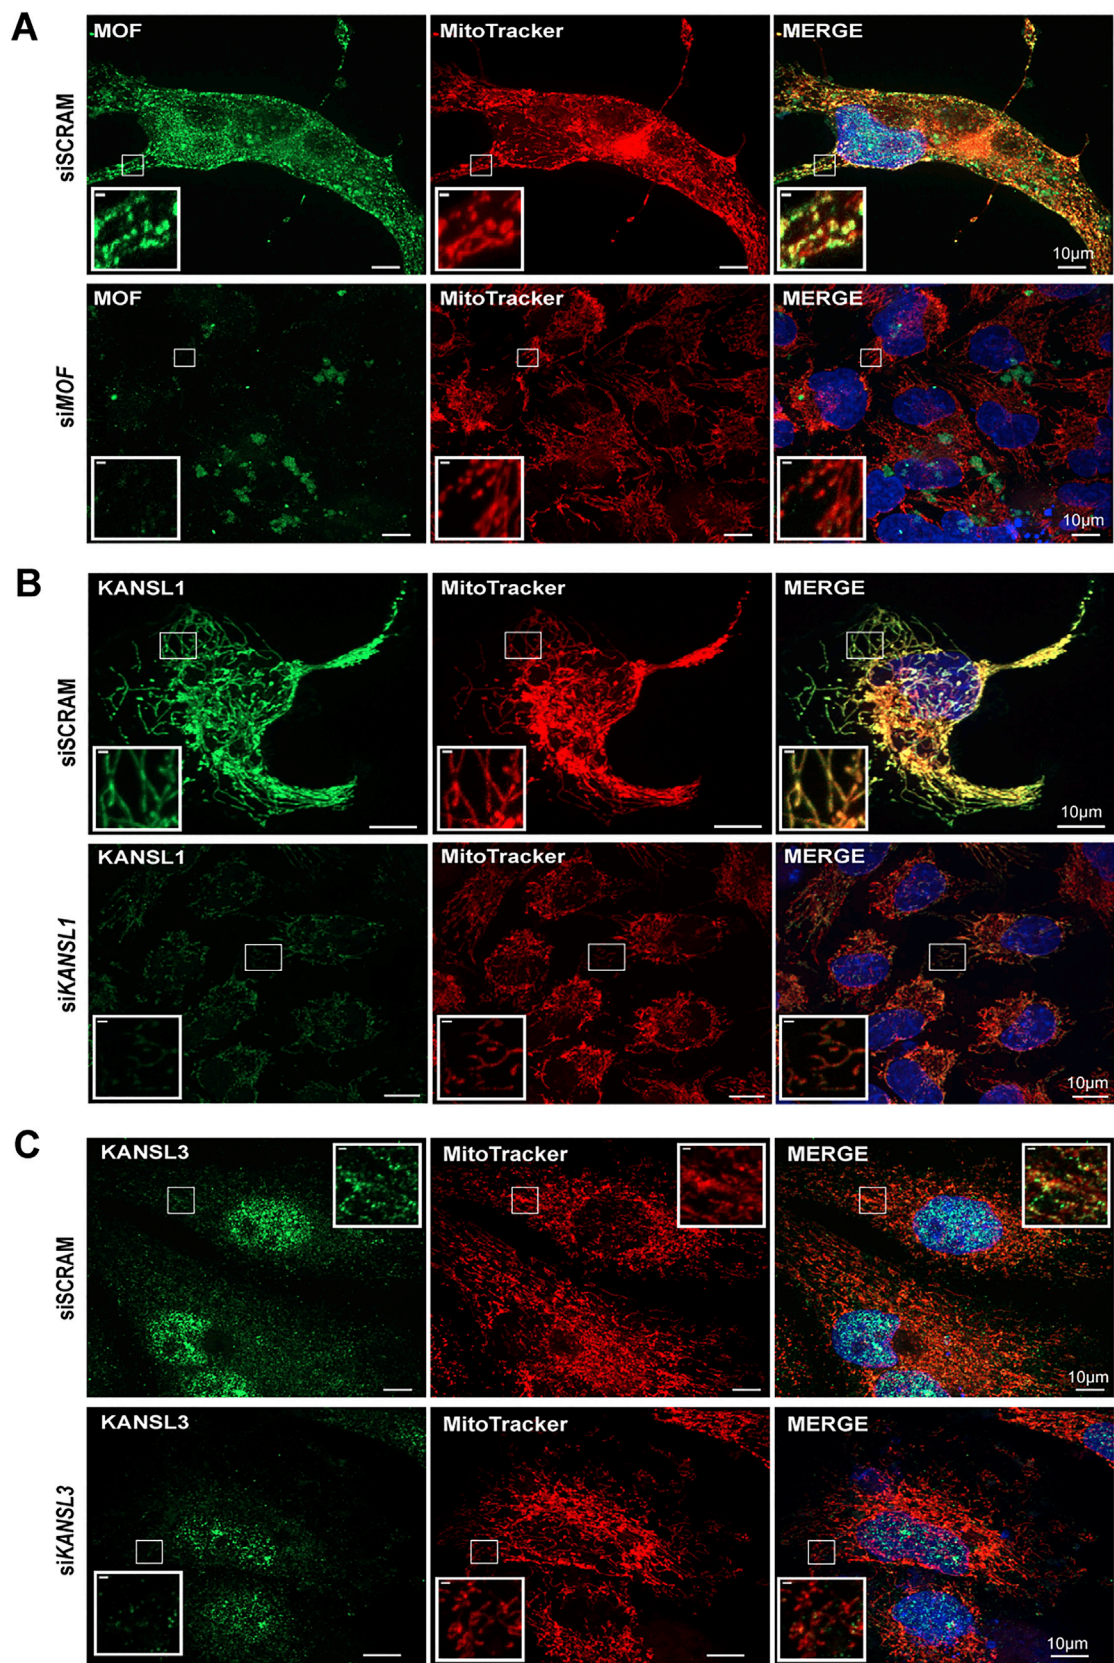 A
MOF MitoTracker MERGE
siSCRAM
10µm
MOF MitoTracker MERGE
siMOF
10µm
B
KANSL1 MitoTracker MERGE
siSCRAM
10µm
KANSL1 MitoTracker MERGE
siKANSL1
10µm
C
KANSL3 MitoTracker MERGE
siSCRAM
10µm
KANSL3 MitoTracker MERGE
siKANSL3
10µm